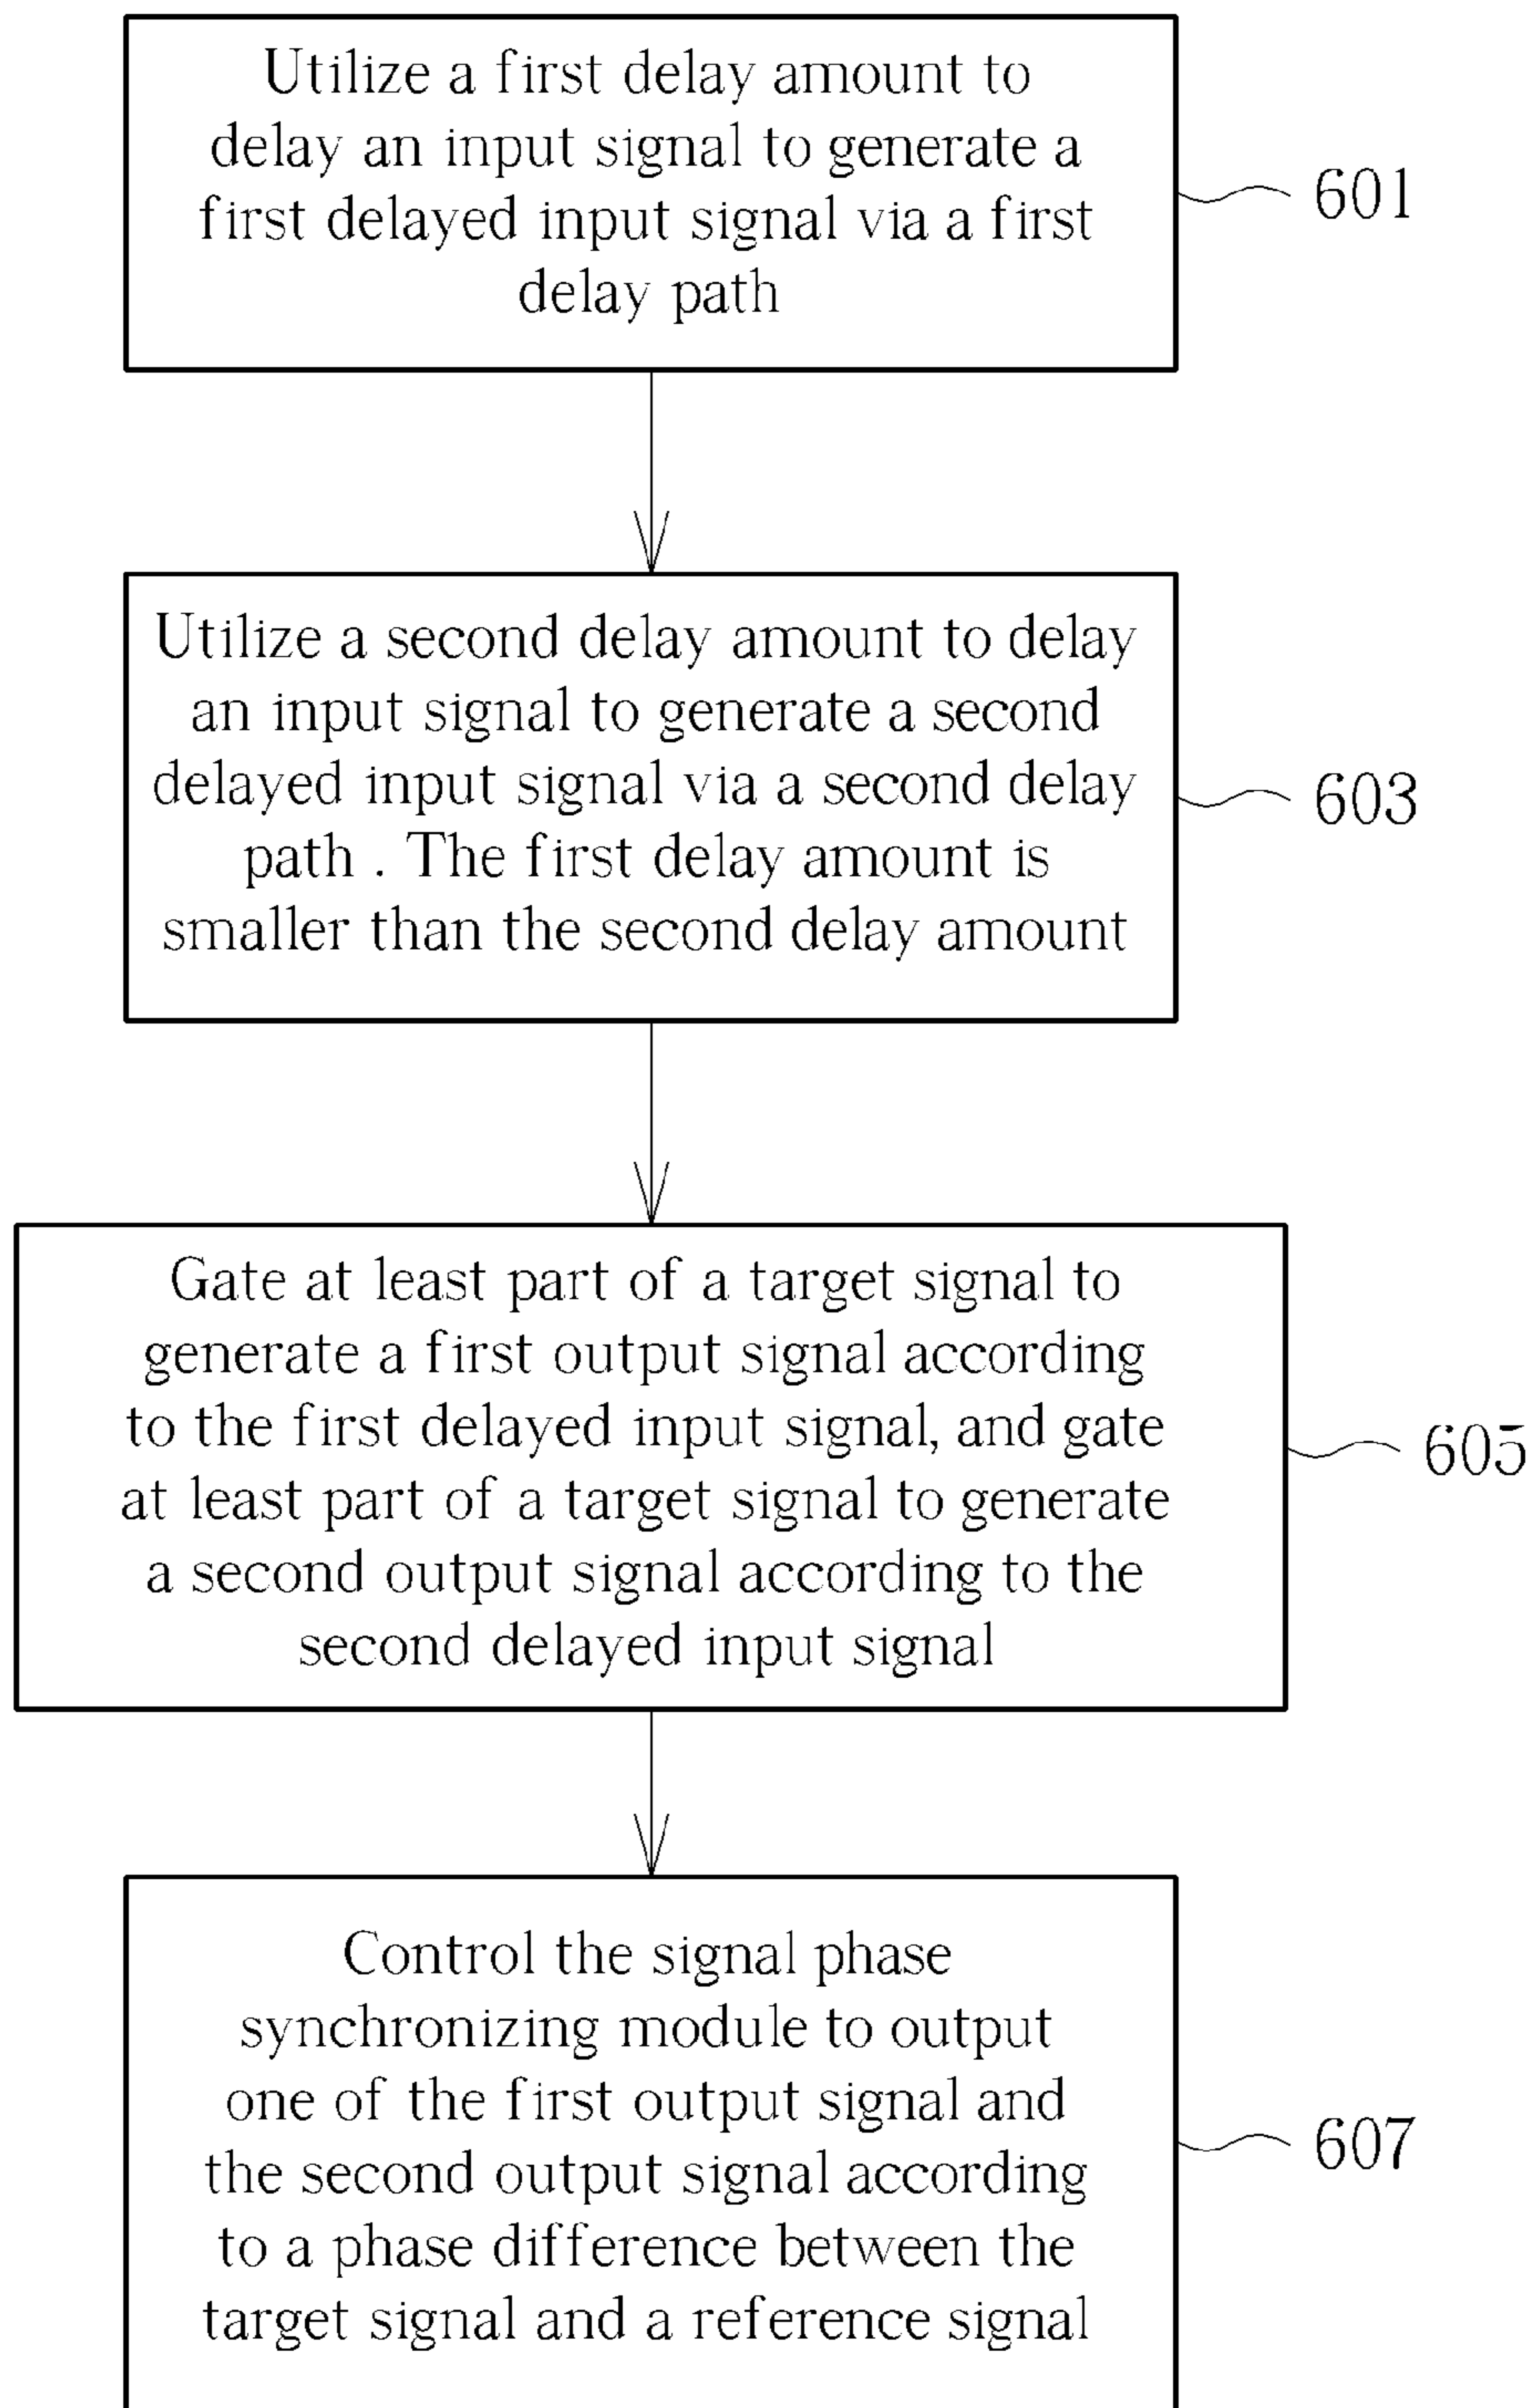 Utilize a first delay amount to
delay an input signal to generate a
first delayed input signal via a first
delay path
601
Utilize a second delay amount to delay
an input signal to generate a second
delayed input signal via a second delay
path . The first delay amount is
smaller than the second delay amount
603
Gate at least part of a target signal to
generate a first output signal according
to the first delayed input signal, and gate
at least part of a target signal to generate
a second output signal according to the
second delayed input signal
605
Control the signal phase
synchronizing module to output
one of the first output signal and
the second output signal according
to a phase difference between the
target signal and a reference signal
607